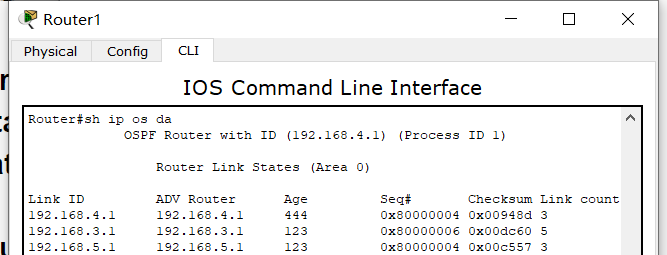 Router1
Physical Config CLI
IOS Command Line Interface
Router#sh ip os da
OSPF Router with ID (192.168.4.1) (Process ID 1)
Router Link States (Area 0)
Link ID ADV Router Age Seq# Checksum Link count
192.168.4.1 192.168.4.1 444 0x80000004 0x00948d 3
192.168.3.1 192.168.3.1 123 0x80000006 0x00dc60 5
192.168.5.1 192.168.5.1 123 0x80000004 0x00c557 3